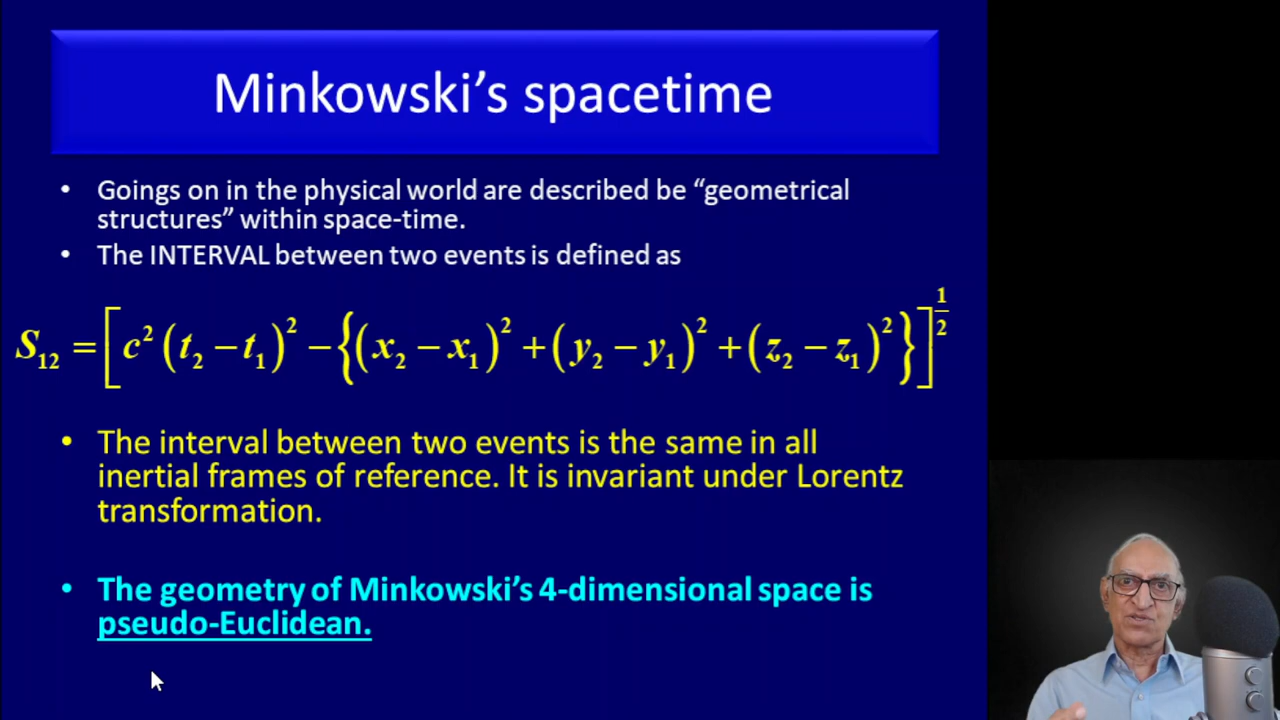 Minkowski's spacetime
• Goings on in the physical world are described be “geometrical
structures” within space-time.
• The INTERVAL between two events is defined as
S₁₂ = [c²(t₂ − t₁)² − {(x₂ − x₁)² + (y₂ − y₁)² + (z₂ − z₁)²}]^(1/2)
• The interval between two events is the same in all
inertial frames of reference. It is invariant under Lorentz
transformation.
• The geometry of Minkowski's 4-dimensional space is
pseudo-Euclidean.